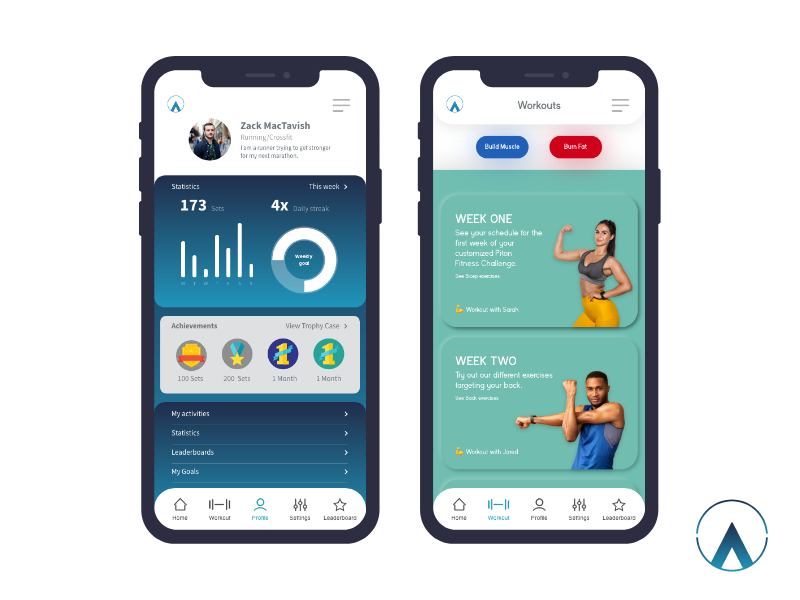 Zack MacTavish
Running/Crossfit
I am a runner trying to get stronger
for my next marathon.
Statistics
This week
173 Sets
4x Daily streak
Weekly
goal
Achievements
View Trophy Case
1
1
100 Sets
200 Sets
1 Month
1 Month
My activities
Statistics
Leaderboards
My Goals
Home
Workout
Profile
Settings
Leaderboard
Workouts
Build Muscle
Burn Fat
WEEK ONE
See your schedule for the
first week of your
customized Piton
Fitness Challenge.
See Bicep exercises
Workout with Sarah
WEEK TWO
Try out our different exercises
targeting your back.
See Back exercises
Workout with Jared
Home
Workout
Profile
Settings
Leaderboard